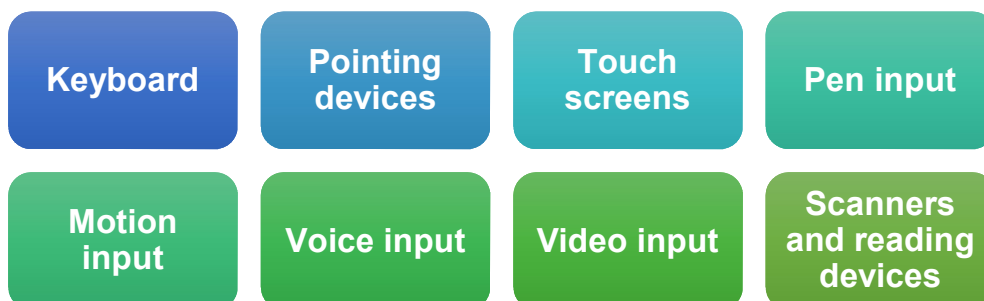 Keyboard
Pointing
devices
Touch
screens
Pen input
Motion
input
Voice input
Video input
Scanners
and reading
devices